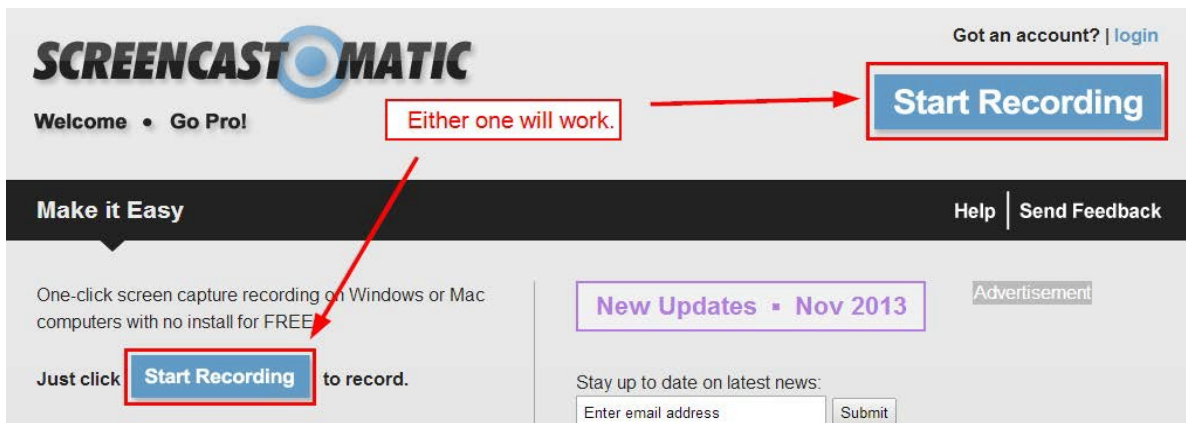 Got an account? | login
SCREENCAST O MATIC
Start Recording
Welcome • Go Pro!
Either one will work.
Make it Easy
Help | Send Feedback
One-click screen capture recording on Windows or Mac
computers with no install for FREE
New Updates ▪ Nov 2013
Advertisement
Just click Start Recording to record.
Stay up to date on latest news:
Enter email address Submit